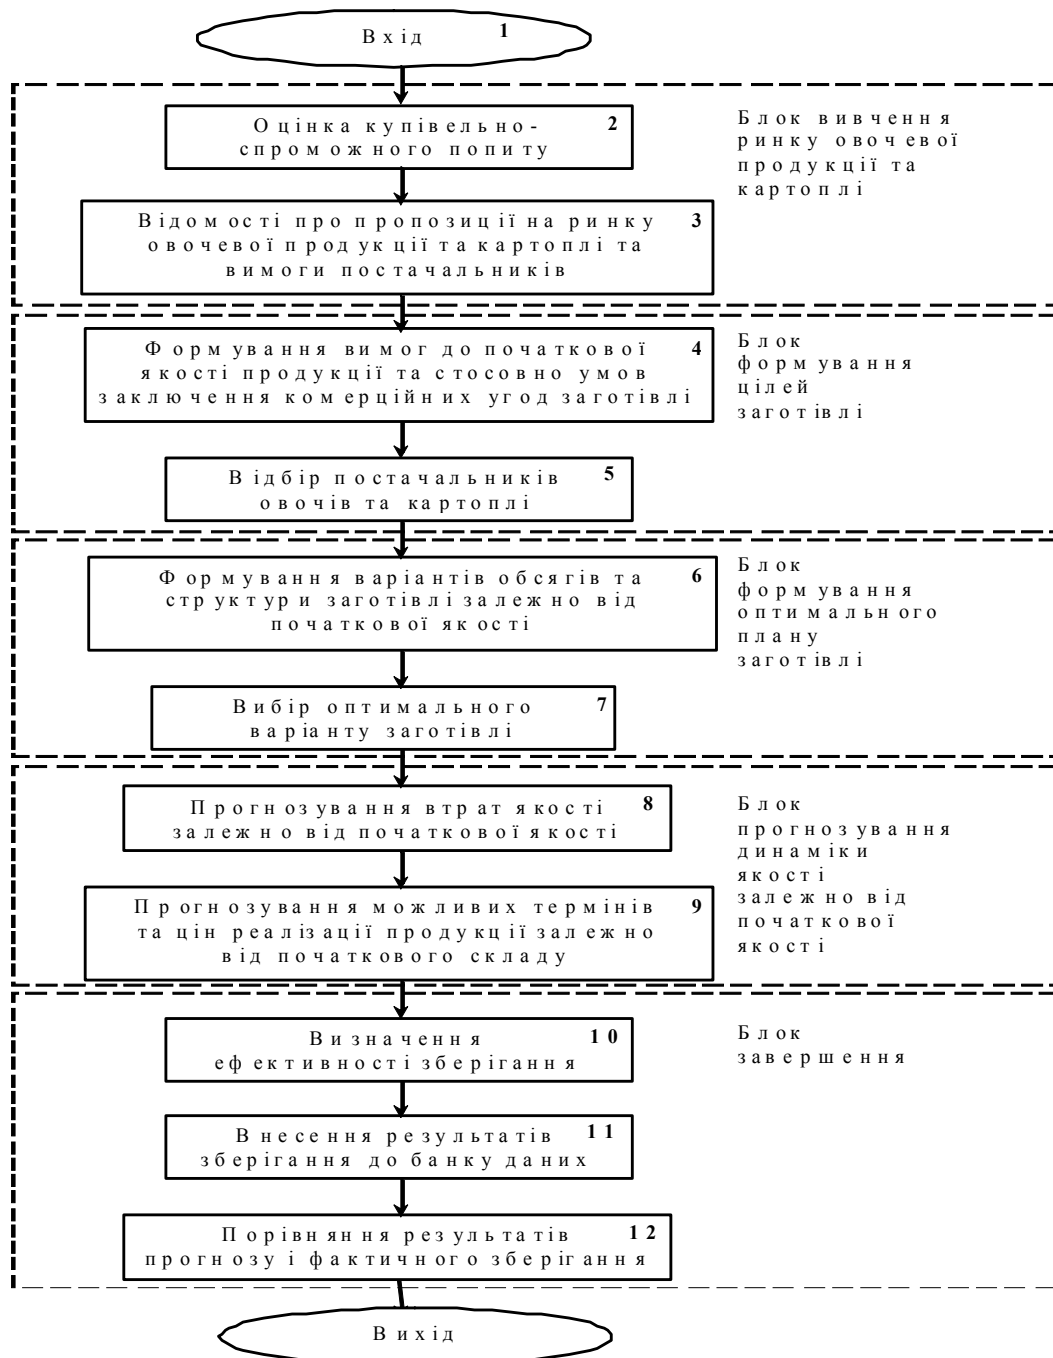 Вхід 1
Оцінка купівельно- 2
спроможного попиту
Блок вивчення
ринку овочевої
продукції та
картоплі
Відомості про пропозиції на ринку 3
овочевої продукції та картоплі та
вимоги постачальників
Формування вимог до початкової 4
якості продукції та стосовно умов
заключення комерційних угод заготівлі
Блок
формування
цілей
заготівлі
Відбір постачальників 5
овочів та картоплі
Формування варіантів обсягів та 6
структури заготівлі залежно від
початкової якості
Блок
формування
оптимального
плану
заготівлі
Вибір оптимального 7
варіанту заготівлі
Прогнозування втрат якості 8
залежно від початкової якості
Блок
прогнозування
динаміки
якості
залежно від
початкової
якості
Прогнозування можливих термінів 9
та цін реалізації продукції залежно
від початкового складу
Визначення 10
ефективності зберігання
Блок
завершення
Внесення результатів 11
зберігання до банку даних
Порівняння результатів 12
прогнозу і фактичного зберігання
Вихід